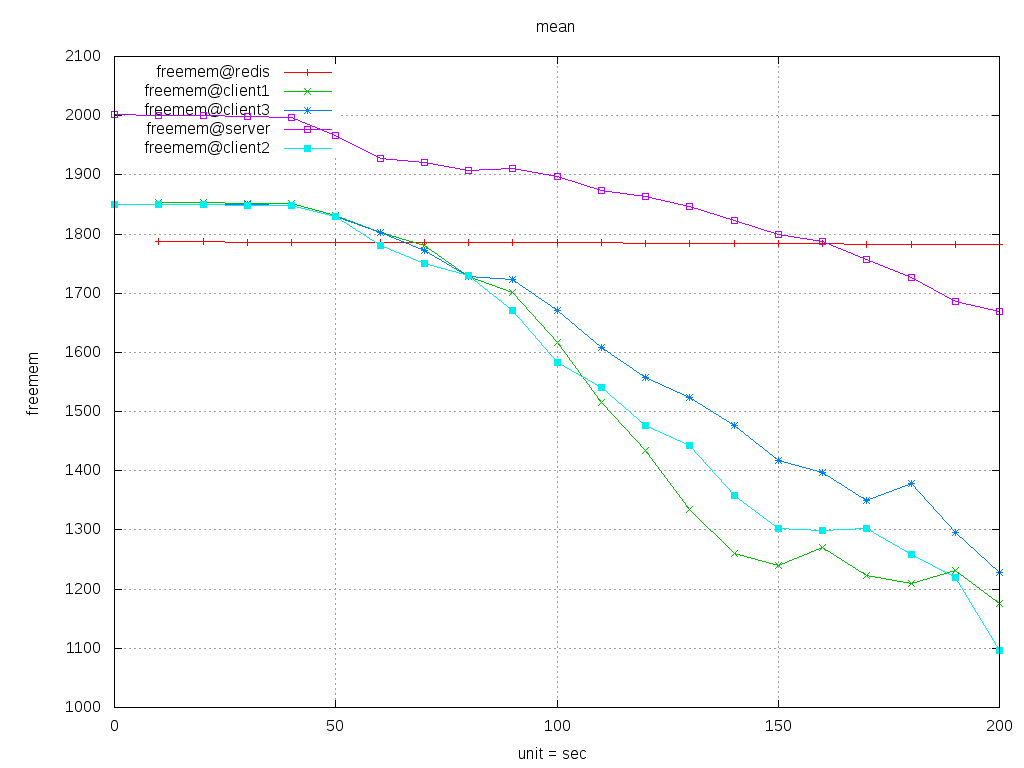 mean
2100
2000
1900
1800
1700
1600
1500
1400
1300
1200
1100
1000
freemem
freemem@redis
freemem@client1
freemem@client3
freemem@server
freemem@client2
0 50 100 150 200
unit = sec